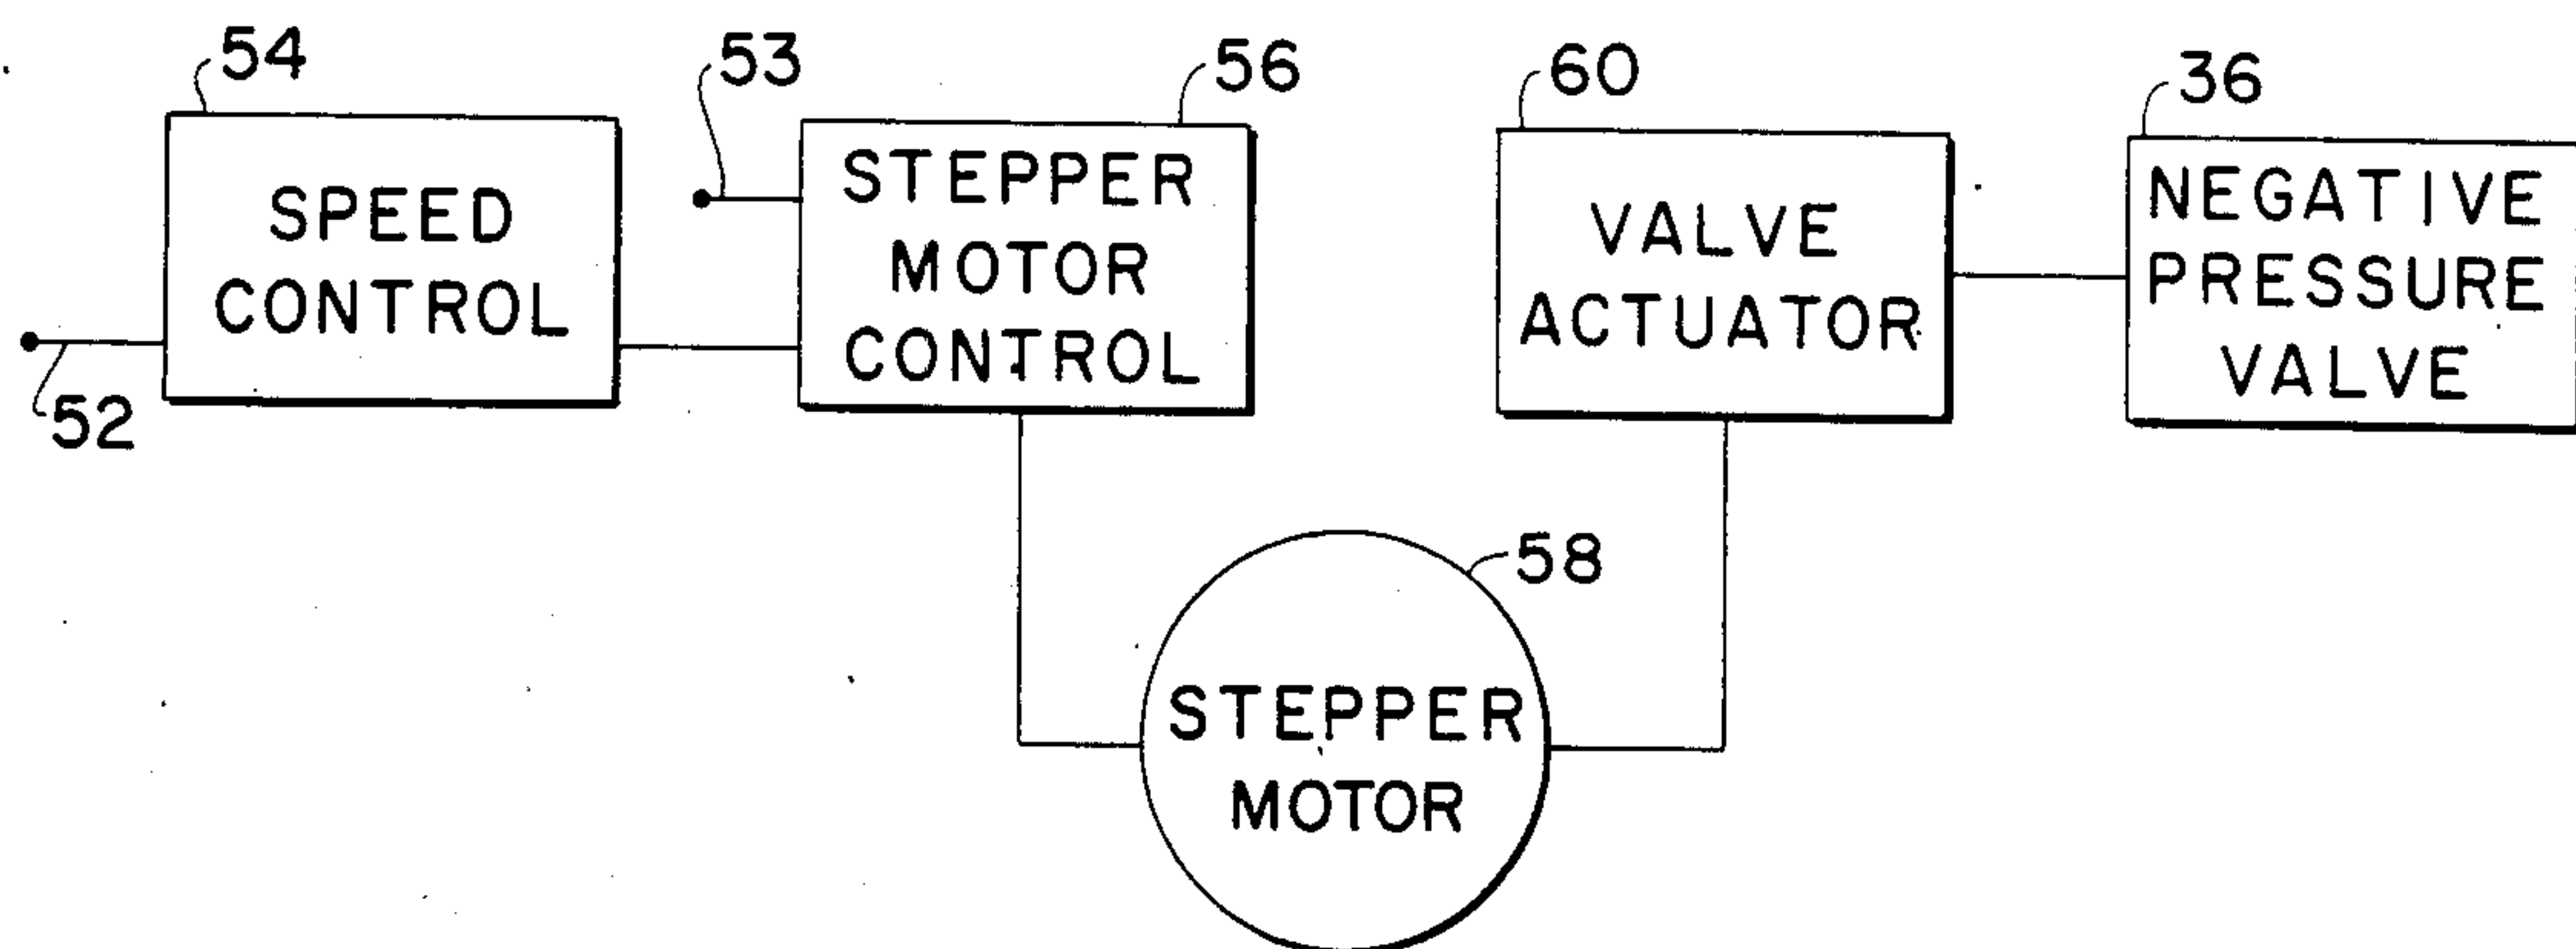 54
53
56
60
36
SPEED
CONTROL
52
STEPPER
MOTOR
CONTROL
VALVE
ACTUATOR
NEGATIVE
PRESSURE
VALVE
58
STEPPER
MOTOR